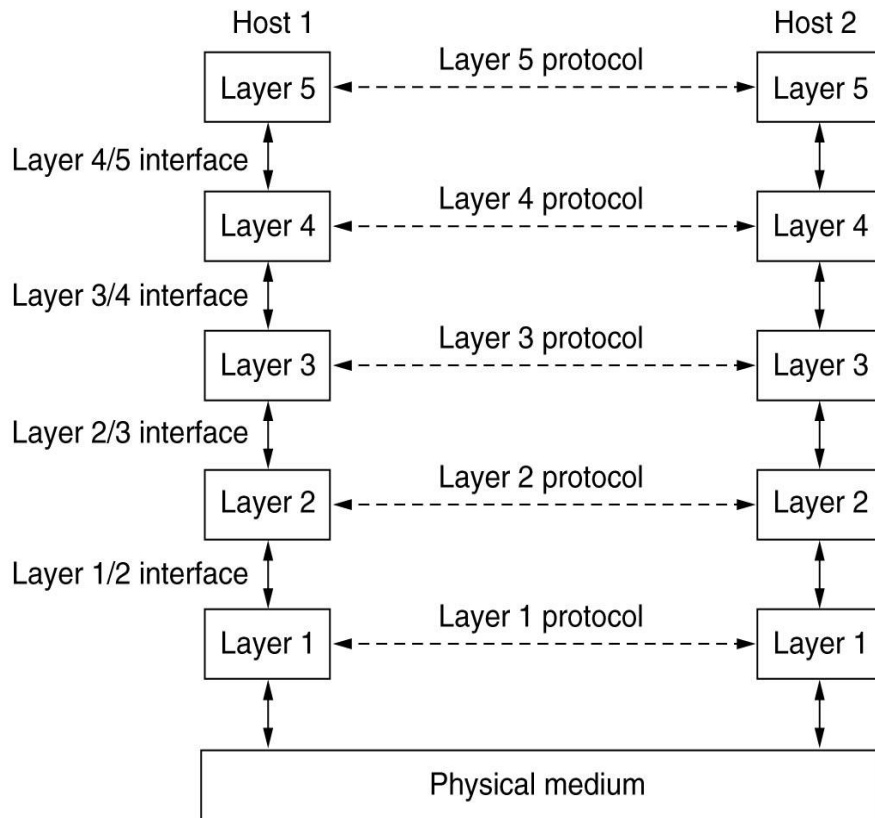 Host 1
Host 2
Layer 5
Layer 5 protocol
Layer 5
Layer 4/5 interface
Layer 4
Layer 4 protocol
Layer 4
Layer 3/4 interface
Layer 3
Layer 3 protocol
Layer 3
Layer 2/3 interface
Layer 2
Layer 2 protocol
Layer 2
Layer 1/2 interface
Layer 1
Layer 1 protocol
Layer 1
Physical medium